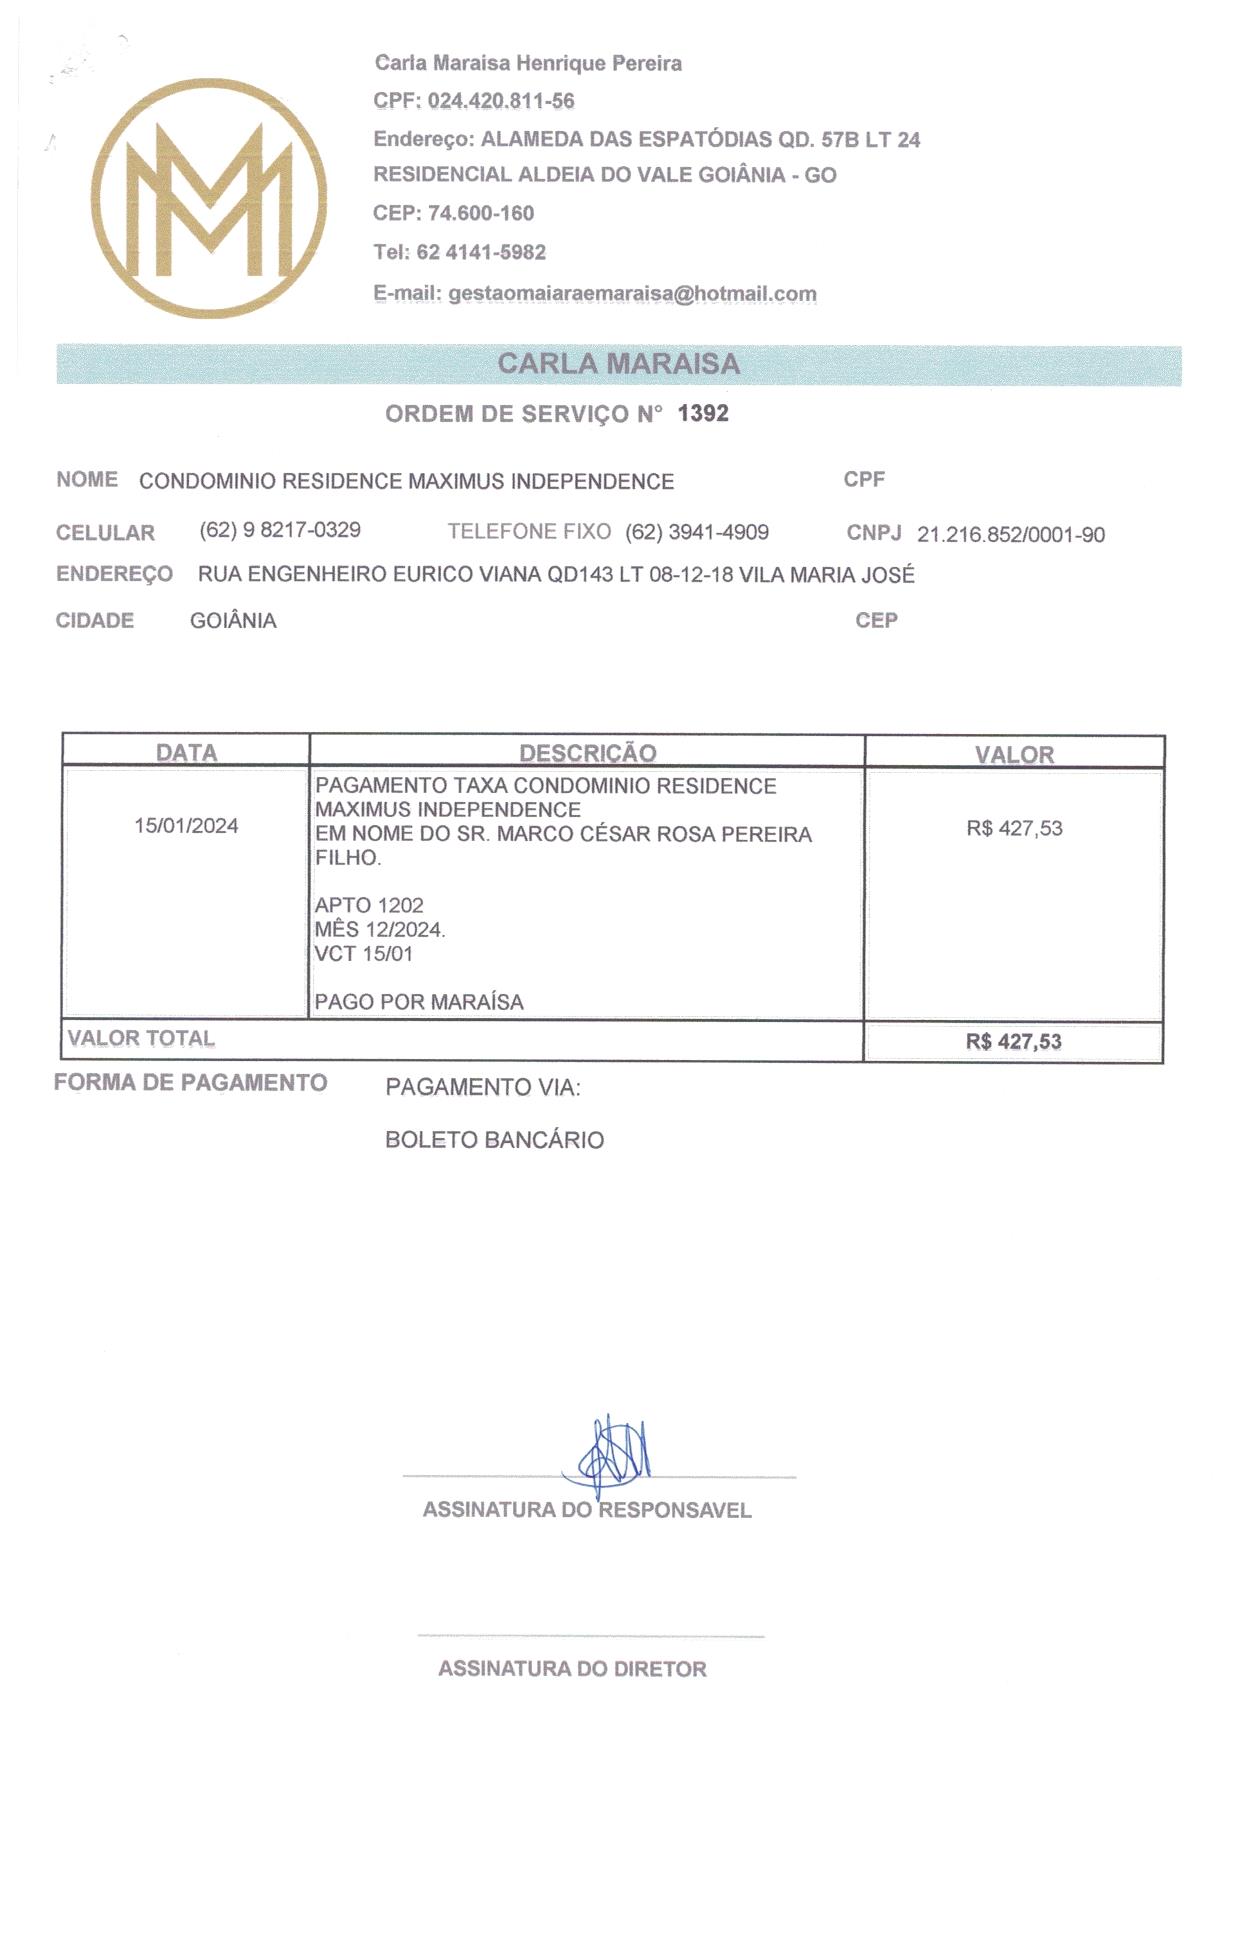 Carla Maraisa Henrique Pereira
CPF: 024.420.811-56
Endereço: ALAMEDA DAS ESPATÓDIAS QD. 57B LT 24
RESIDENCIAL ALDEIA DO VALE GOIÂNIA - GO
CEP: 74.600-160
Tel: 62 4141-5982
E-mail: gestaomaiaraemaraisa@hotmail.com
CARLA MARAISA
ORDEM DE SERVIÇO N° 1392
NOME CONDOMINIO RESIDENCE MAXIMUS INDEPENDENCE CPF
CELULAR (62) 9 8217-0329 TELEFONE FIXO (62) 3941-4909 CNPJ 21.216.852/0001-90
ENDEREÇO RUA ENGENHEIRO EURICO VIANA QD143 LT 08-12-18 VILA MARIA JOSÉ
CIDADE GOIÂNIA CEP
DATA DESCRIÇÃO VALOR
PAGAMENTO TAXA CONDOMINIO RESIDENCE
MAXIMUS INDEPENDENCE
15/01/2024 EM NOME DO SR. MARCO CÉSAR ROSA PEREIRA R$ 427,53
FILHO.
APTO 1202
MÊS 12/2024.
VCT 15/01
PAGO POR MARAÍSA
VALOR TOTAL R$ 427,53
FORMA DE PAGAMENTO PAGAMENTO VIA:
BOLETO BANCÁRIO
ASSINATURA DO RESPONSAVEL
ASSINATURA DO DIRETOR